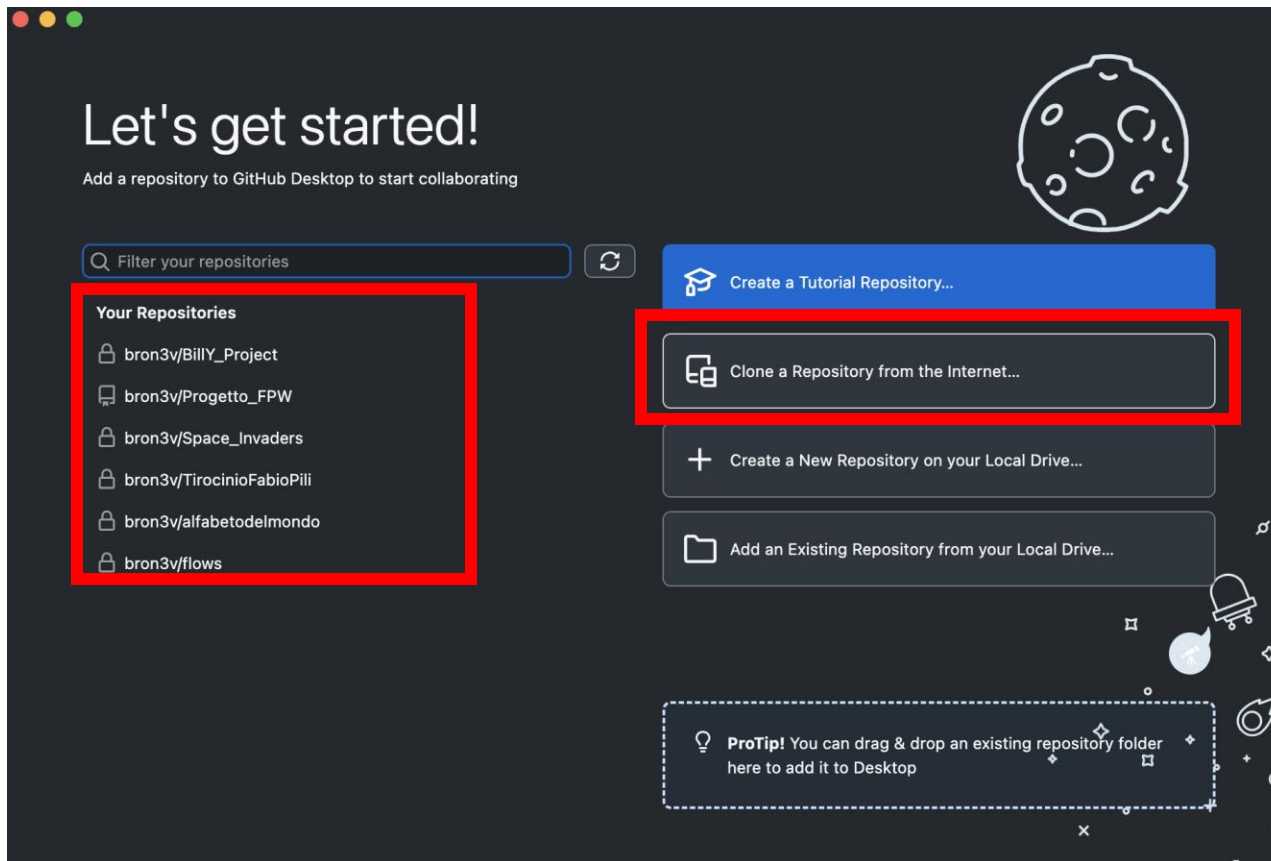 Let's get started!
Add a repository to GitHub Desktop to start collaborating
Filter your repositories
Your Repositories
bron3v/BillY_Project
bron3v/Progetto_FPW
bron3v/Space_Invaders
bron3v/TirocinioFabioPili
bron3v/alfabetodelmondo
bron3v/flows
Create a Tutorial Repository...
Clone a Repository from the Internet...
Create a New Repository on your Local Drive...
Add an Existing Repository from your Local Drive...
ProTip! You can drag & drop an existing repository folder
here to add it to Desktop